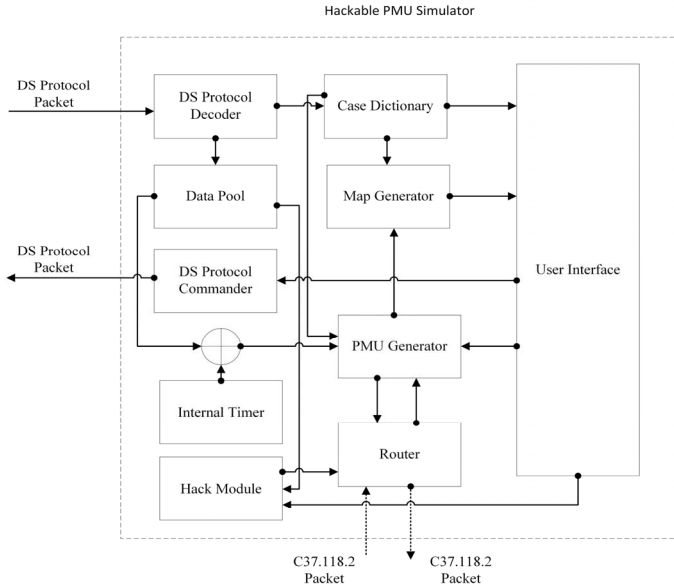 Hackable PMU Simulator
DS Protocol
Packet
DS Protocol
Decoder
Case Dictionary
Data Pool
Map Generator
DS Protocol
Packet
DS Protocol
Commander
User Interface
PMU Generator
Internal Timer
Router
Hack Module
C37.118.2
Packet
C37.118.2
Packet